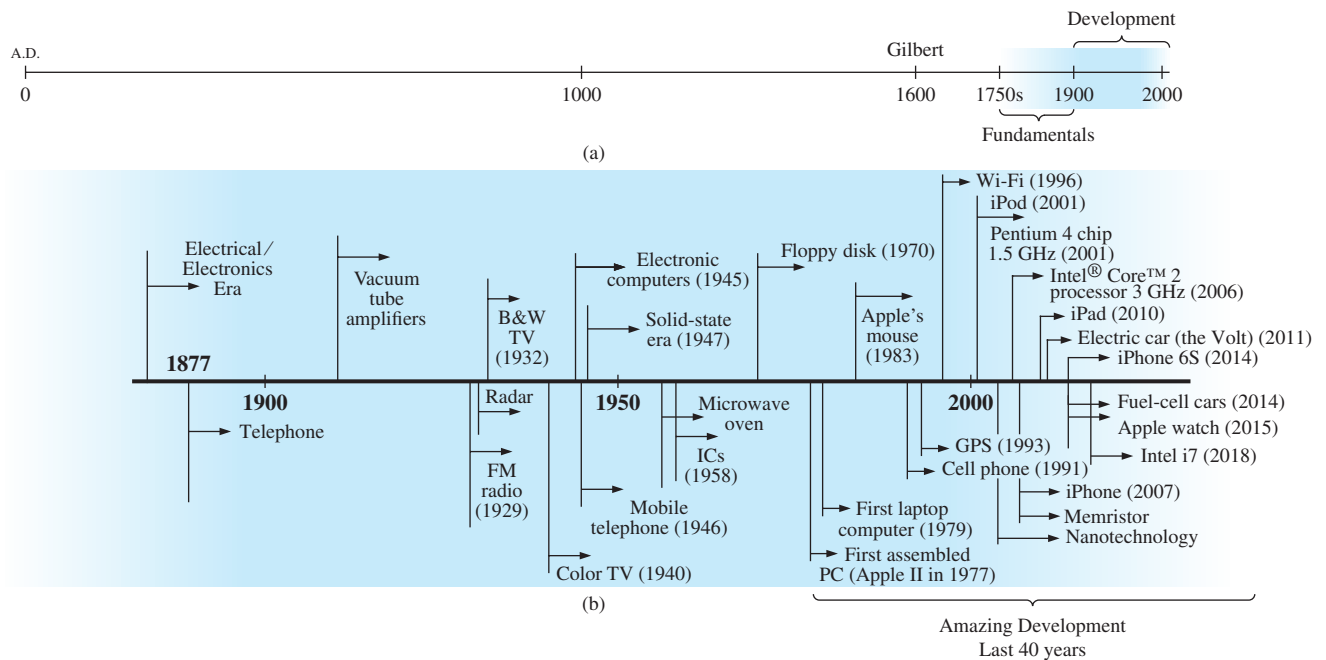 Development
A.D.
Gilbert
0
1000
1600
1750s
1900
2000
Fundamentals
(a)
Wi-Fi (1996)
iPod (2001)
Pentium 4 chip
1.5 GHz (2001)
Electrical/
Electronics
Era
Vacuum
tube
amplifiers
B&W
TV
(1932)
Electronic
computers (1945)
Solid-state
era (1947)
Floppy disk (1970)
Apple's
mouse
(1983)
Intel® Core™ 2
processor 3 GHz (2006)
iPad (2010)
Electric car (the Volt) (2011)
iPhone 6S (2014)
1877
1900
1950
2000
Telephone
Radar
FM
radio
(1929)
Color TV (1940)
Mobile
telephone (1946)
Microwave
oven
ICs
(1958)
First laptop
computer (1979)
First assembled
PC (Apple II in 1977)
GPS (1993)
Cell phone (1991)
Fuel-cell cars (2014)
Apple watch (2015)
Intel i7 (2018)
iPhone (2007)
Memristor
Nanotechnology
(b)
Amazing Development
Last 40 years